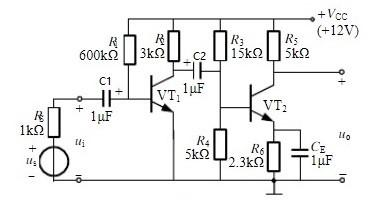 +VCC
(+12V)
R1
600kΩ
R2
3kΩ
C2
1μF
R3
15kΩ
R5
5kΩ
C1
1μF
VT1
VT2
RS
1kΩ
+
us
−
+
ui
−
R4
5kΩ
R6
2.3kΩ
CE
1μF
+
uo
−